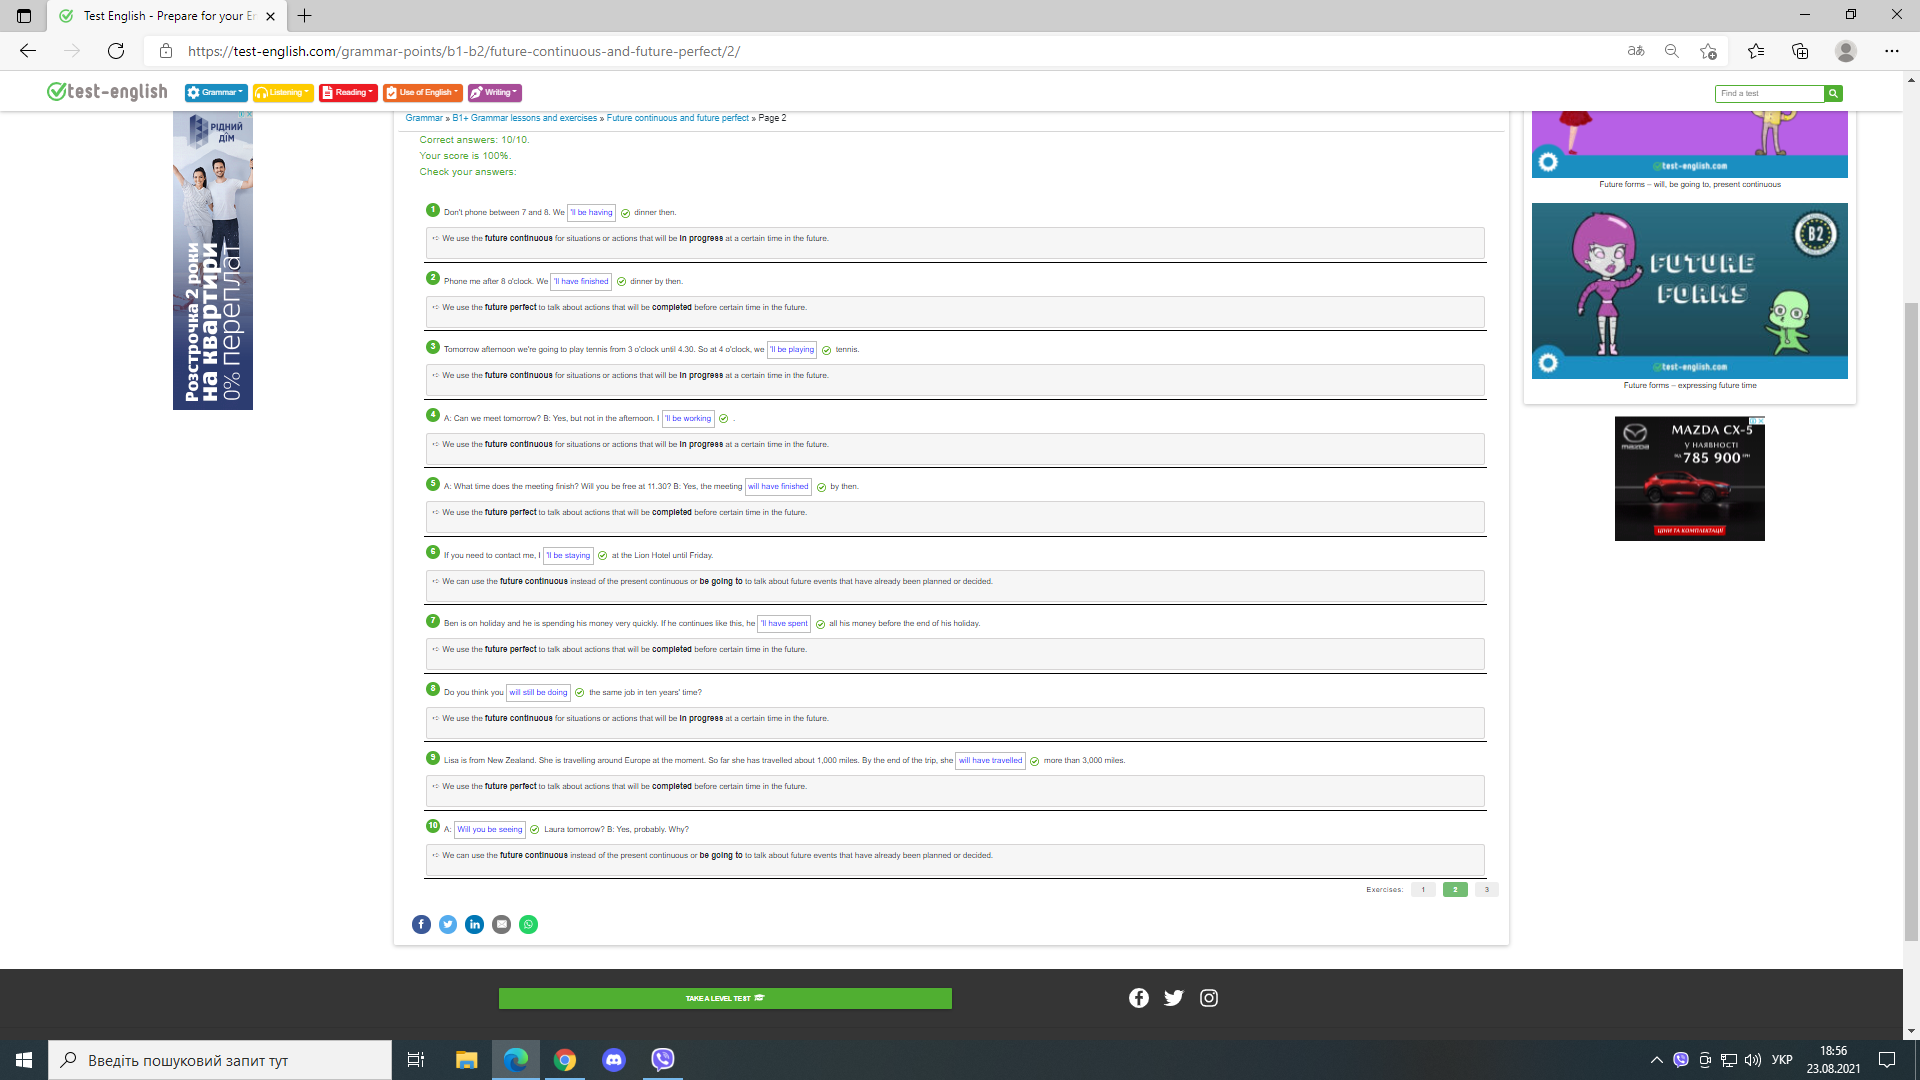 Test English - Prepare for your En
https://test-english.com/grammar-points/b1-b2/future-continuous-and-future-perfect/2/
test-english
Grammar
Listening
Reading
Use of English
Writing
Find a test
РІДНИЙ ДІМ
Розстрочка 2 роки
на квартири
0% переплат
Grammar » B1+ Grammar lessons and exercises » Future continuous and future perfect » Page 2
Correct answers: 10/10.
Your score is 100%.
Check your answers:
1 Don't phone between 7 and 8. We 'll be having dinner then.
➪ We use the future continuous for situations or actions that will be in progress at a certain time in the future.
2 Phone me after 8 o'clock. We 'll have finished dinner by then.
➪ We use the future perfect to talk about actions that will be completed before certain time in the future.
3 Tomorrow afternoon we're going to play tennis from 3 o'clock until 4.30. So at 4 o'clock, we 'll be playing tennis.
➪ We use the future continuous for situations or actions that will be in progress at a certain time in the future.
4 A: Can we meet tomorrow? B: Yes, but not in the afternoon. I 'll be working .
➪ We use the future continuous for situations or actions that will be in progress at a certain time in the future.
5 A: What time does the meeting finish? Will you be free at 11.30? B: Yes, the meeting will have finished by then.
➪ We use the future perfect to talk about actions that will be completed before certain time in the future.
6 If you need to contact me, I 'll be staying at the Lion Hotel until Friday.
➪ We can use the future continuous instead of the present continuous or be going to to talk about future events that have already been planned or decided.
7 Ben is on holiday and he is spending his money very quickly. If he continues like this, he 'll have spent all his money before the end of his holiday.
➪ We use the future perfect to talk about actions that will be completed before certain time in the future.
8 Do you think you will still be doing the same job in ten years' time?
➪ We use the future continuous for situations or actions that will be in progress at a certain time in the future.
9 Lisa is from New Zealand. She is travelling around Europe at the moment. So far she has travelled about 1,000 miles. By the end of the trip, she will have travelled more than 3,000 miles.
➪ We use the future perfect to talk about actions that will be completed before certain time in the future.
10 A: Will you be seeing Laura tomorrow? B: Yes, probably. Why?
➪ We can use the future continuous instead of the present continuous or be going to to talk about future events that have already been planned or decided.
Exercises: 1 2 3
test-english.com
Future forms – will, be going to, present continuous
B2
FUTURE
FORMS
test-english.com
Future forms – expressing future time
mazda
MAZDA CX-5
У НАЯВНОСТІ
ВІД 785 900 ГРН
ЦІНИ ТА КОМПЛЕКТАЦІЇ
TAKE A LEVEL TEST
Введіть пошуковий запит тут
УКР
18:56
23.08.2021